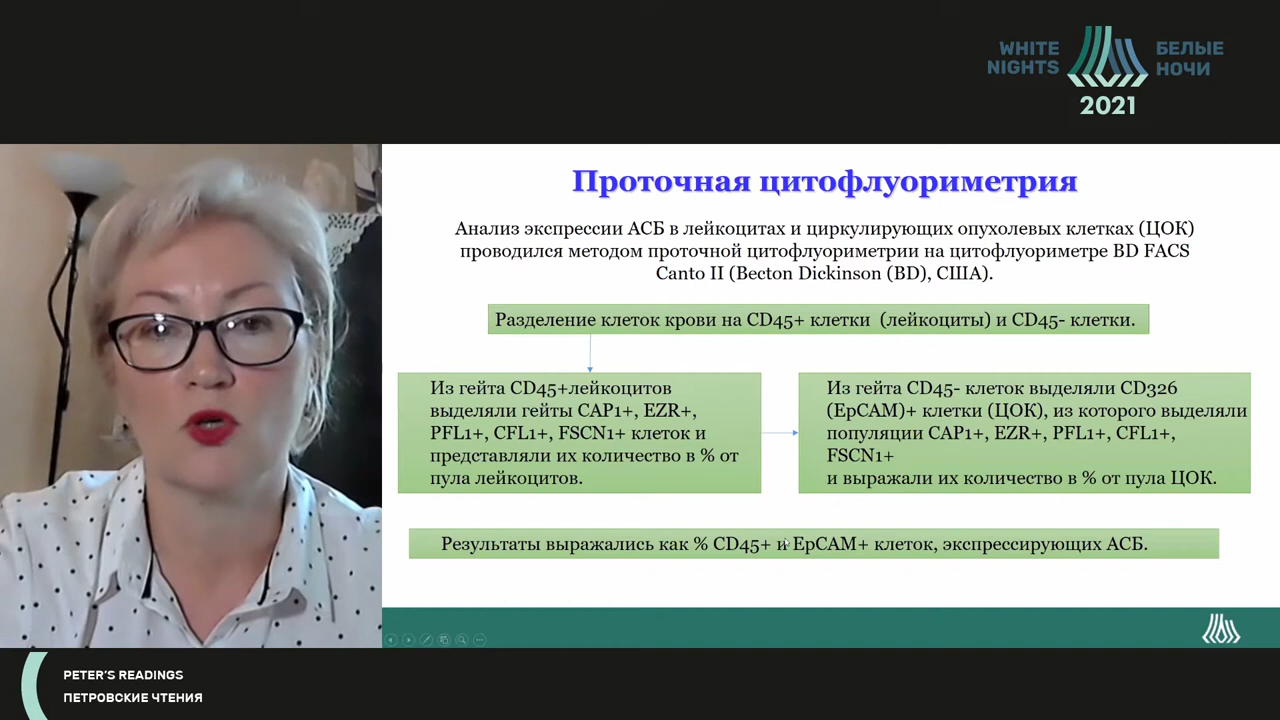 WHITE NIGHTS
БЕЛЫЕ НОЧИ
2021
Проточная цитофлуориметрия
Анализ экспрессии АСБ в лейкоцитах и циркулирующих опухолевых клетках (ЦОК)
проводился методом проточной цитофлуориметрии на цитофлуориметре BD FACS
Canto II (Becton Dickinson (BD), США).
Разделение клеток крови на CD45+ клетки (лейкоциты) и CD45- клетки.
Из гейта CD45+лейкоцитов
выделяли гейты CAP1+, EZR+,
PFL1+, CFL1+, FSCN1+ клеток и
представляли их количество в % от
пула лейкоцитов.
Из гейта CD45- клеток выделяли CD326
(EpCAM)+ клетки (ЦОК), из которого выделяли
популяции CAP1+, EZR+, PFL1+, CFL1+,
FSCN1+
и выражали их количество в % от пула ЦОК.
Результаты выражались как % CD45+ и EpCAM+ клеток, экспрессирующих АСБ.
PETER'S READINGS
ПЕТРОВСКИЕ ЧТЕНИЯ